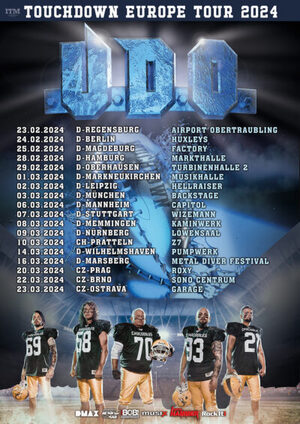 ITM
TOUCHDOWN EUROPE TOUR 2024
U.D.O.
23.02.2024 D-REGENSBURG AIRPORT OBERTRAUBLING
24.02.2024 D-BERLIN HUXLEYS
25.02.2024 D-MAGDEBURG FACTORY
28.02.2024 D-HAMBURG MARKTHALLE
29.02.2024 D-OBERHAUSEN TURBINENHALLE 2
01.03.2024 D-MARKNEUKIRCHEN MUSIKHALLE
02.03.2024 D-LEIPZIG HELLRAISER
03.03.2024 D-MÜNCHEN BACKSTAGE
06.03.2024 D-MANNHEIM CAPITOL
07.03.2024 D-STUTTGART WIZEMANN
08.03.2024 D-MEMMINGEN KAMINWERK
09.03.2024 D-NÜRNBERG LÖWENSAAL
10.03.2024 CH-PRATTELN Z7
14.03.2024 D-WILHELMSHAVEN PUMPWERK
16.03.2024 D-MARSBERG METAL DIVER FESTIVAL
20.03.2024 CZ-PRAG ROXY
22.03.2024 CZ-BRNO SONO CENTRUM
23.03.2024 CZ-OSTRAVA GARAGE
69
58
70
93
DMAX
BOB!
RockIt!